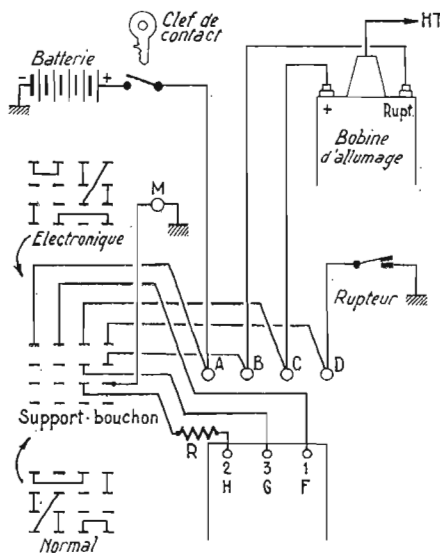 Clef de
contact
HT
Batterie
- +
+ Rupt.
Bobine
d'allumage
M
Electronique
Rupteur
A B C D
Support-bouchon
R
2 3 1
H G F
Normal